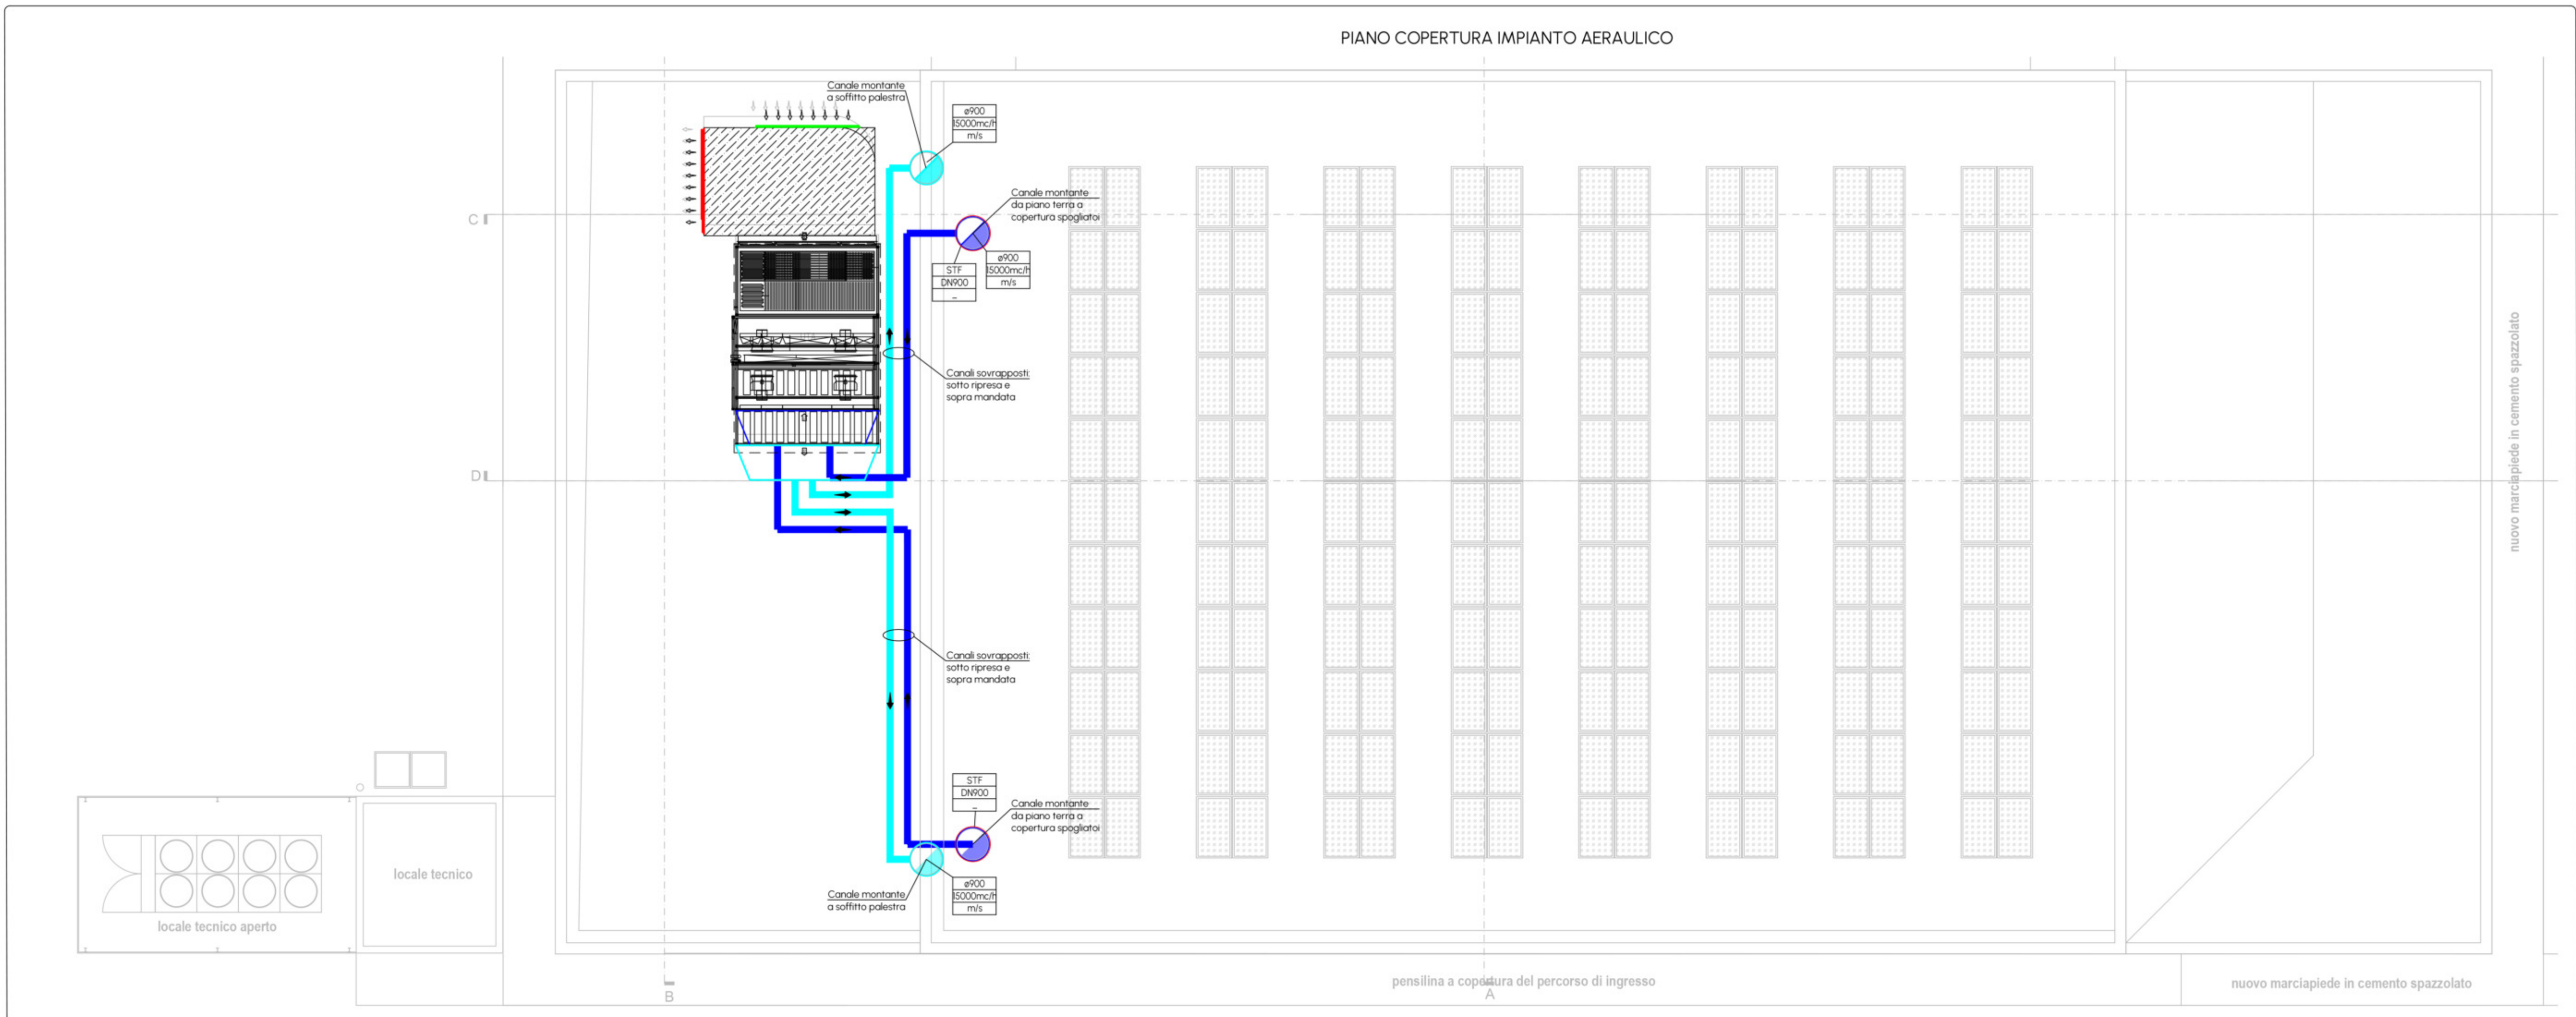 PIANO COPERTURA IMPIANTO AERAULICO
Canale montante
a soffitto palestra
ø900
15000mc/h
m/s
Canale montante
da piano terra a
copertura spogliatoi
C
STF
DN900
_
ø900
15000mc/h
m/s
Canali sovrapposti:
sotto ripresa e
sopra mandata
nuovo marciapiede in cemento spazzolato
D
Canali sovrapposti:
sotto ripresa e
sopra mandata
STF
DN900
_
Canale montante
da piano terra a
copertura spogliatoi
locale tecnico
ø900
15000mc/h
m/s
Canale montante
a soffitto palestra
locale tecnico aperto
pensilina a copertura del percorso di ingresso
nuovo marciapiede in cemento spazzolato
B
A